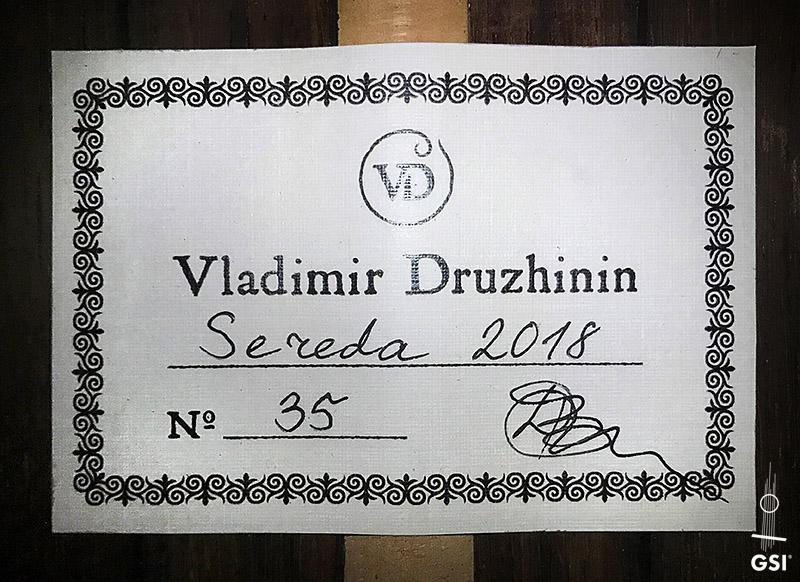 VD
Vladimir Druzhinin
Sereda 2018
Nº 35
GSI